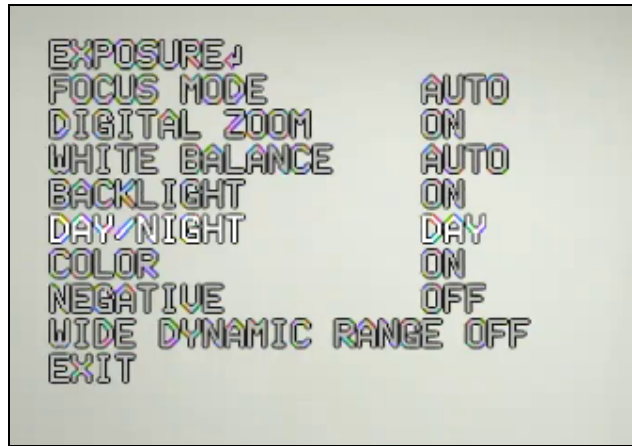 EXPOSURE↲
FOCUS MODE AUTO
DIGITAL ZOOM ON
WHITE BALANCE AUTO
BACKLIGHT ON
DAY/NIGHT DAY
COLOR ON
NEGATIVE OFF
WIDE DYNAMIC RANGE OFF
EXIT